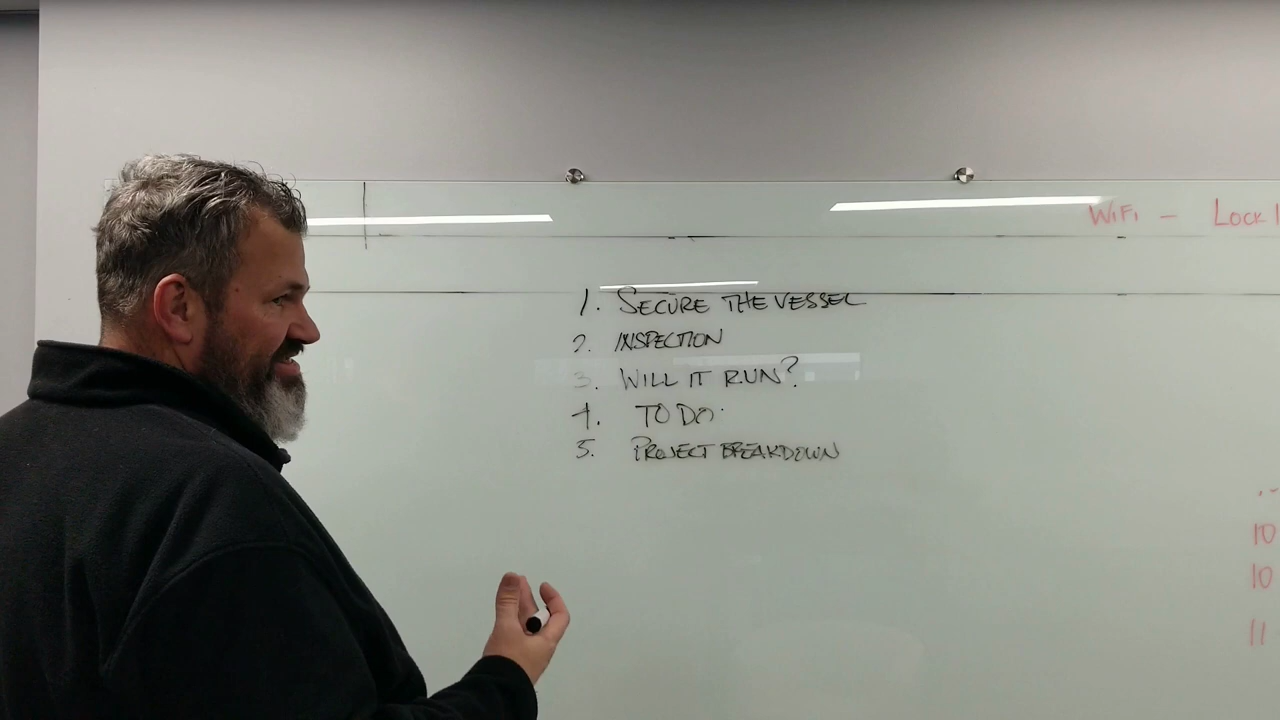 WiFi - Lock
1. SECURE THE VESSEL
2. INSPECTION
3. WILL IT RUN?
4. TO DO
5. PROJECT BREAKDOWN
10
10
11